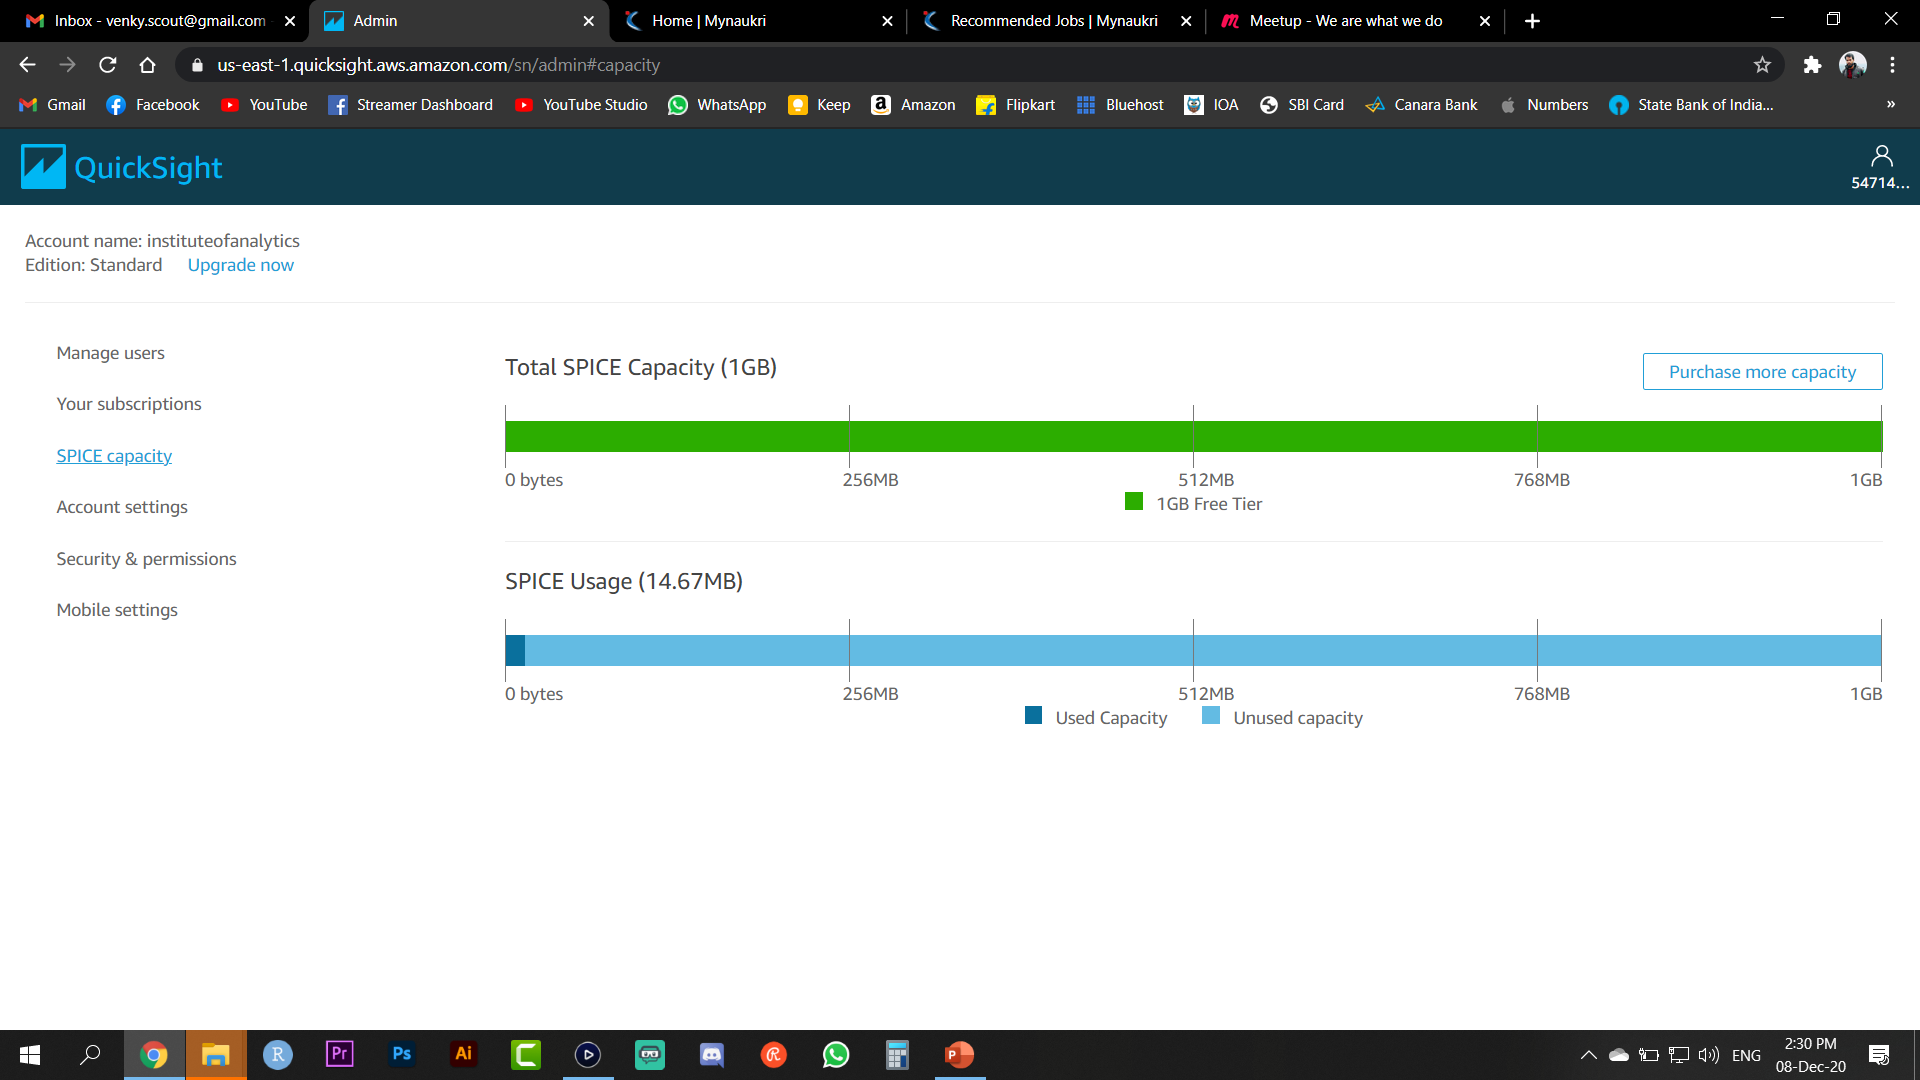 Inbox - venky.scout@gmail.com
Admin
Home | Mynaukri
Recommended Jobs | Mynaukri
Meetup - We are what we do
us-east-1.quicksight.aws.amazon.com/sn/admin#capacity
Gmail Facebook YouTube Streamer Dashboard YouTube Studio WhatsApp Keep Amazon Flipkart Bluehost IOA SBI Card Canara Bank Numbers State Bank of India... »
QuickSight
54714...
Account name: instituteofanalytics
Edition: Standard Upgrade now
Manage users
Your subscriptions
SPICE capacity
Account settings
Security & permissions
Mobile settings
Total SPICE Capacity (1GB)
Purchase more capacity
0 bytes 256MB 512MB 768MB 1GB
1GB Free Tier
SPICE Usage (14.67MB)
0 bytes 256MB 512MB 768MB 1GB
Used Capacity Unused capacity
R Pr Ps Ai C R P
ENG
2:30 PM
08-Dec-20